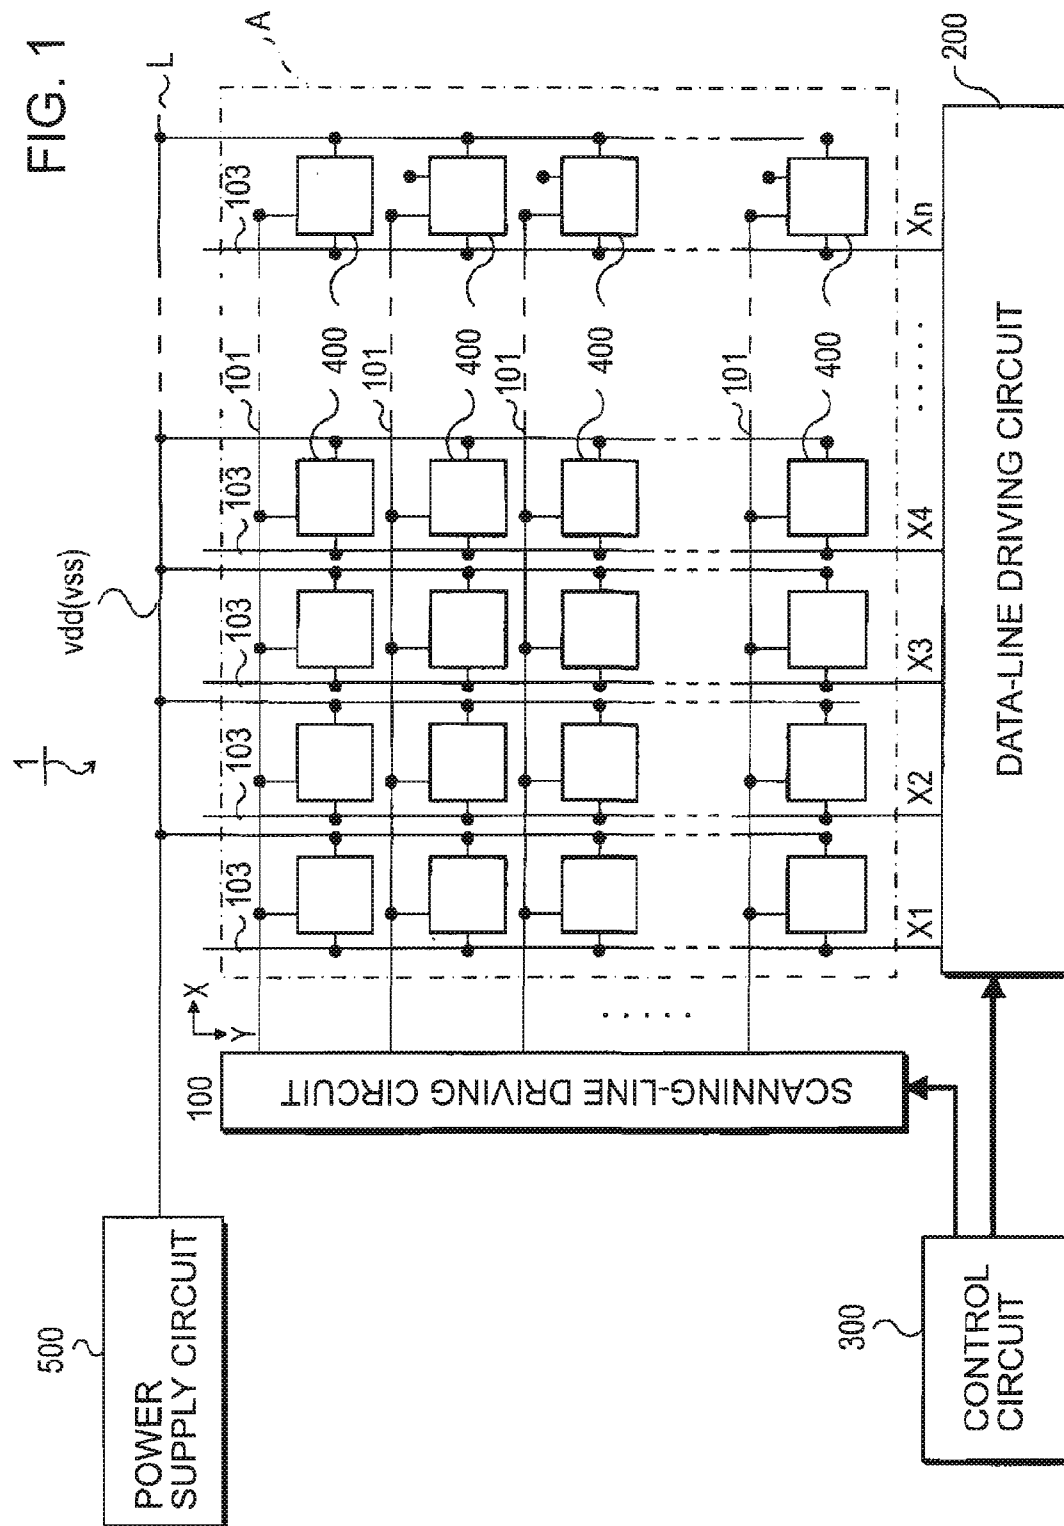 FIG. 1
1
vdd(vss)
L
A
500
POWER
SUPPLY CIRCUIT
100
X
Y
SCANNING-LINE DRIVING CIRCUIT
103
103
103
103
103
101
400
400
101
400
400
101
400
400
101
400
400
X1
X2
X3
X4
.....
Xn
.....
200
DATA-LINE DRIVING CIRCUIT
300
CONTROL
CIRCUIT